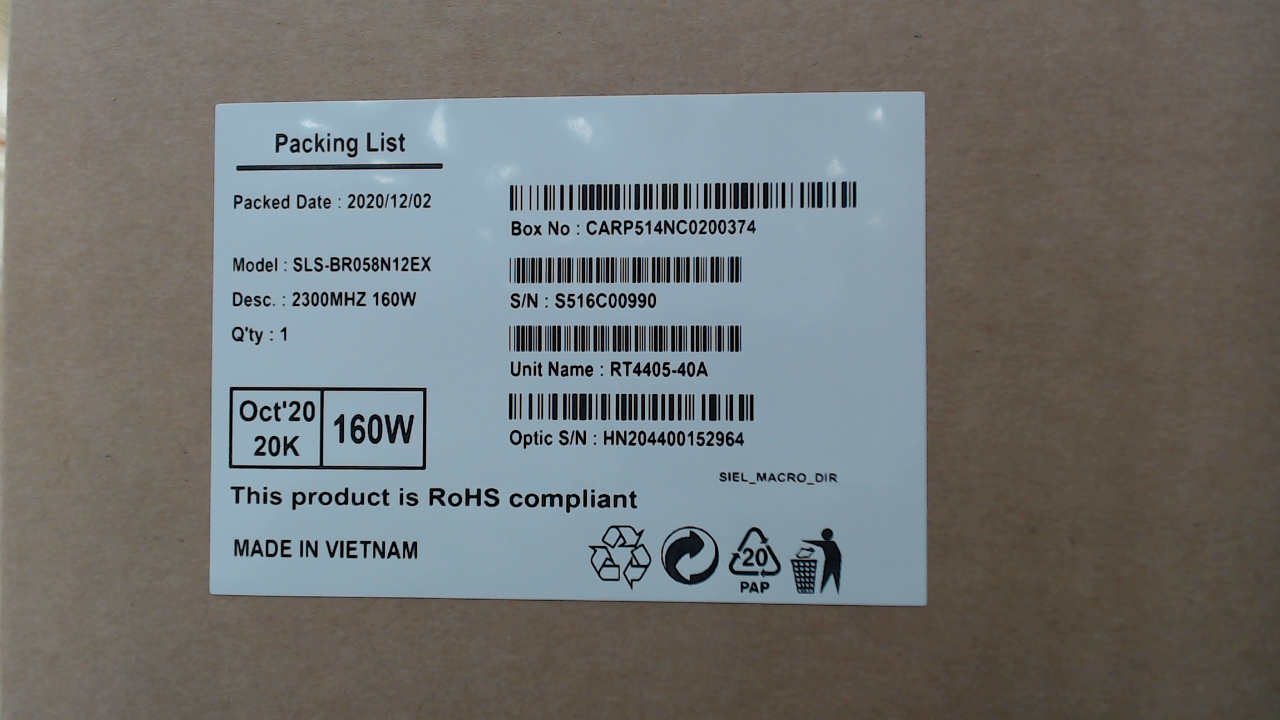 Packing List
Packed Date : 2020/12/02
Model : SLS-BR058N12EX
Desc. : 2300MHZ 160W
Q'ty : 1
Oct'20
20K
160W
Box No : CARP514NC0200374
S/N : S516C00990
Unit Name : RT4405-40A
Optic S/N : HN204400152964
SIEL_MACRO_DIR
This product is RoHS compliant
MADE IN VIETNAM
20
PAP